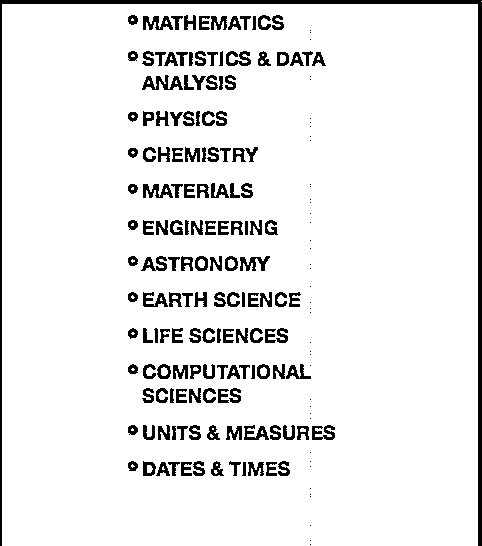 MATHEMATICS
STATISTICS & DATA
ANALYSIS
PHYSICS
CHEMISTRY
MATERIALS
ENGINEERING
ASTRONOMY
EARTH SCIENCE
LIFE SCIENCES
COMPUTATIONAL
SCIENCES
UNITS & MEASURES
DATES & TIMES